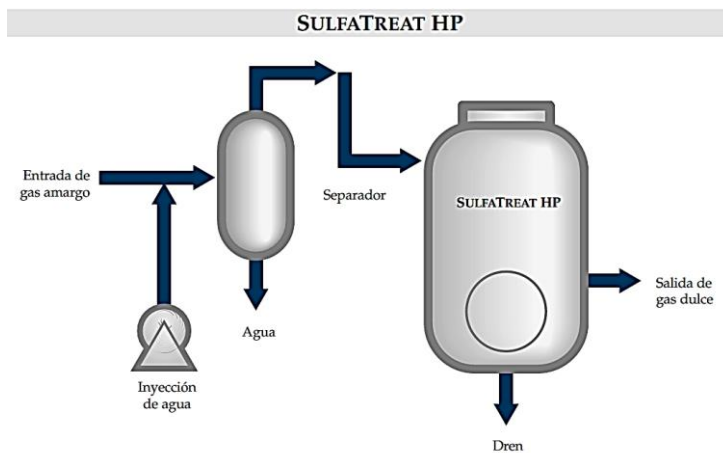 SULFATREAT HP
Entrada de
gas amargo
Separador
SULFATREAT HP
Salida de
gas dulce
Agua
Inyección
de agua
Dren